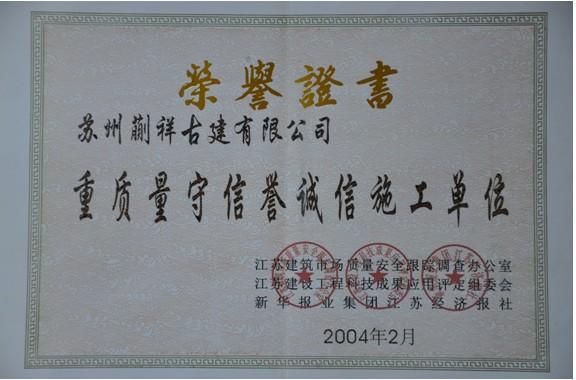 榮譽證書
苏州蒯祥古建有限公司
重质量守信誉诚信施工单位
江苏建筑市场质量安全跟踪调查办公室
江苏建设工程科技成果应用评定组委会
新华报业集团江苏经济报社
2004年2月